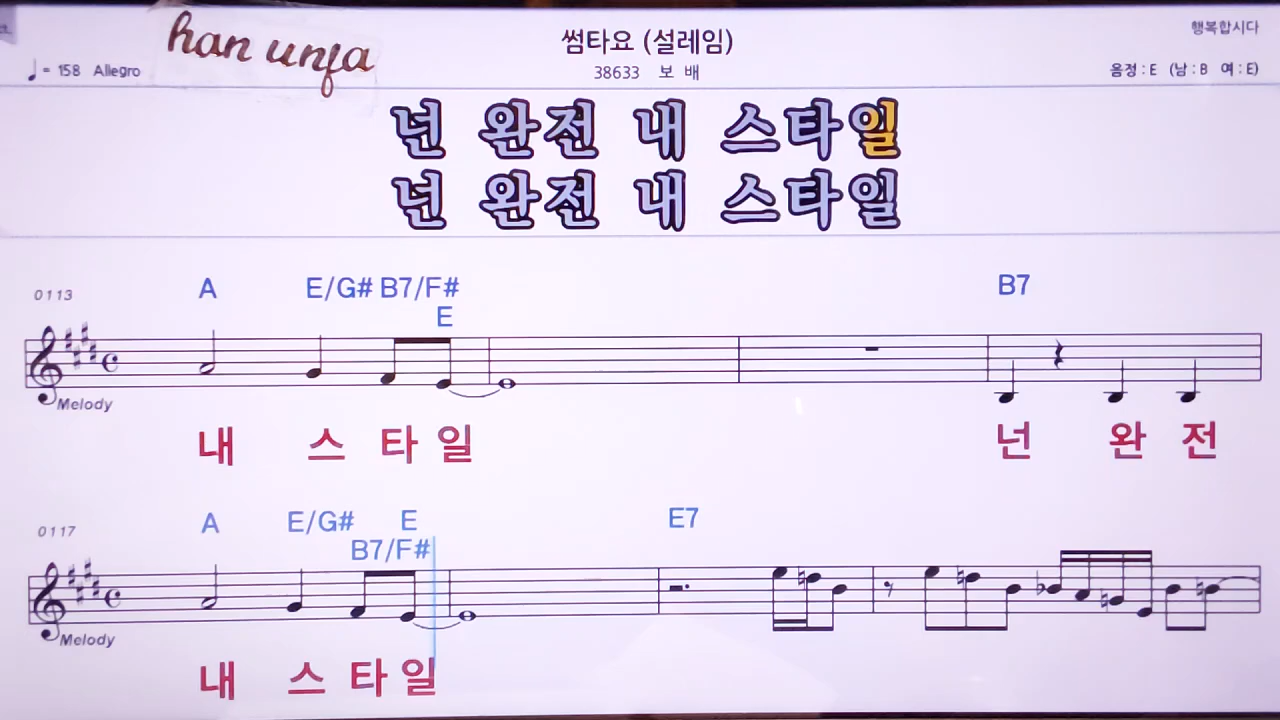 han unfa
썸타요 (설레임)
행복합시다
♩= 158 Allegro
38633 보 배
음정 : E (남 : B 여 : E)
넌 완전 내 스타일
넌 완전 내 스타일
0113
A E/G# B7/F# B7
E
Melody
내 스 타 일 넌 완 전
0117
A E/G# E E7
B7/F#
Melody
내 스 타 일